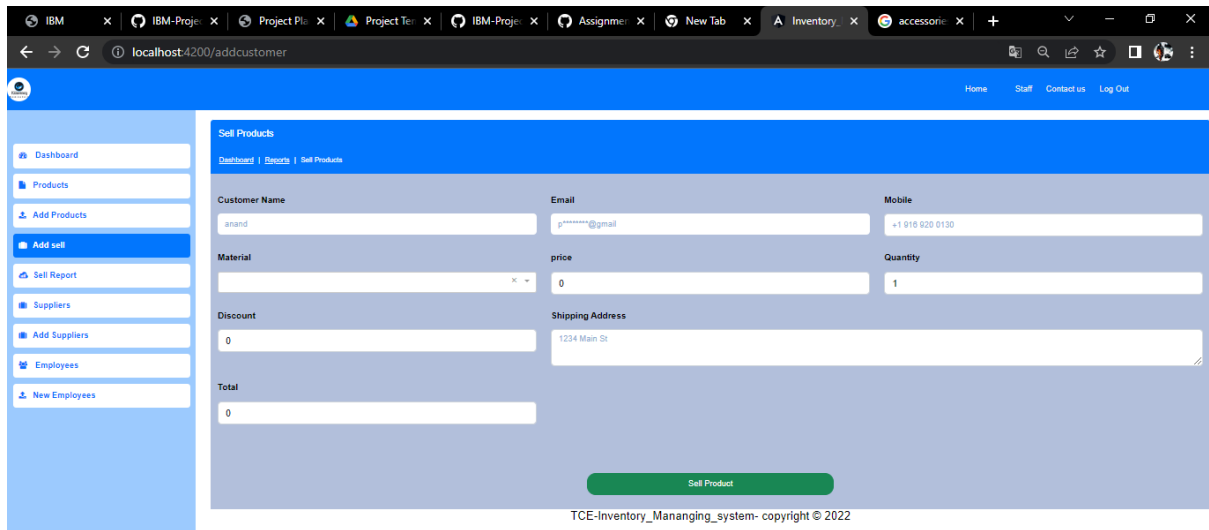 IBM IBM-Projec Project Pla Project Ten IBM-Projec Assignmen New Tab Inventory_ accessorie
localhost:4200/addcustomer
Home Staff Contact us Log Out
Sell Products
Dashboard | Reports | Sell Products
Dashboard
Products
Add Products
Add sell
Sell Report
Suppliers
Add Suppliers
Employees
New Employees
Customer Name Email Mobile
anand p********@gmail +1 916 920 0130
Material price Quantity
0 1
Discount Shipping Address
0 1234 Main St
Total
0
Sell Product
TCE-Inventory_Mananging_system- copyright © 2022